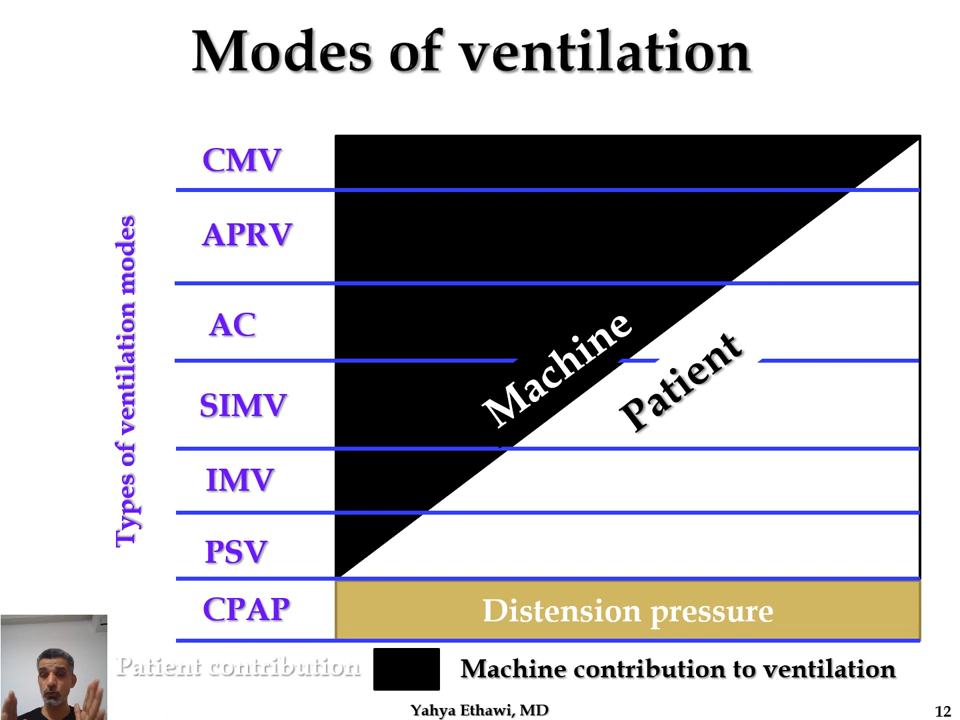 Modes of ventilation
Types of ventilation modes
CMV
APRV
AC
SIMV
IMV
PSV
CPAP
Machine
Patient
Distension pressure
Patient contribution
Machine contribution to ventilation
Yahya Ethawi, MD
12